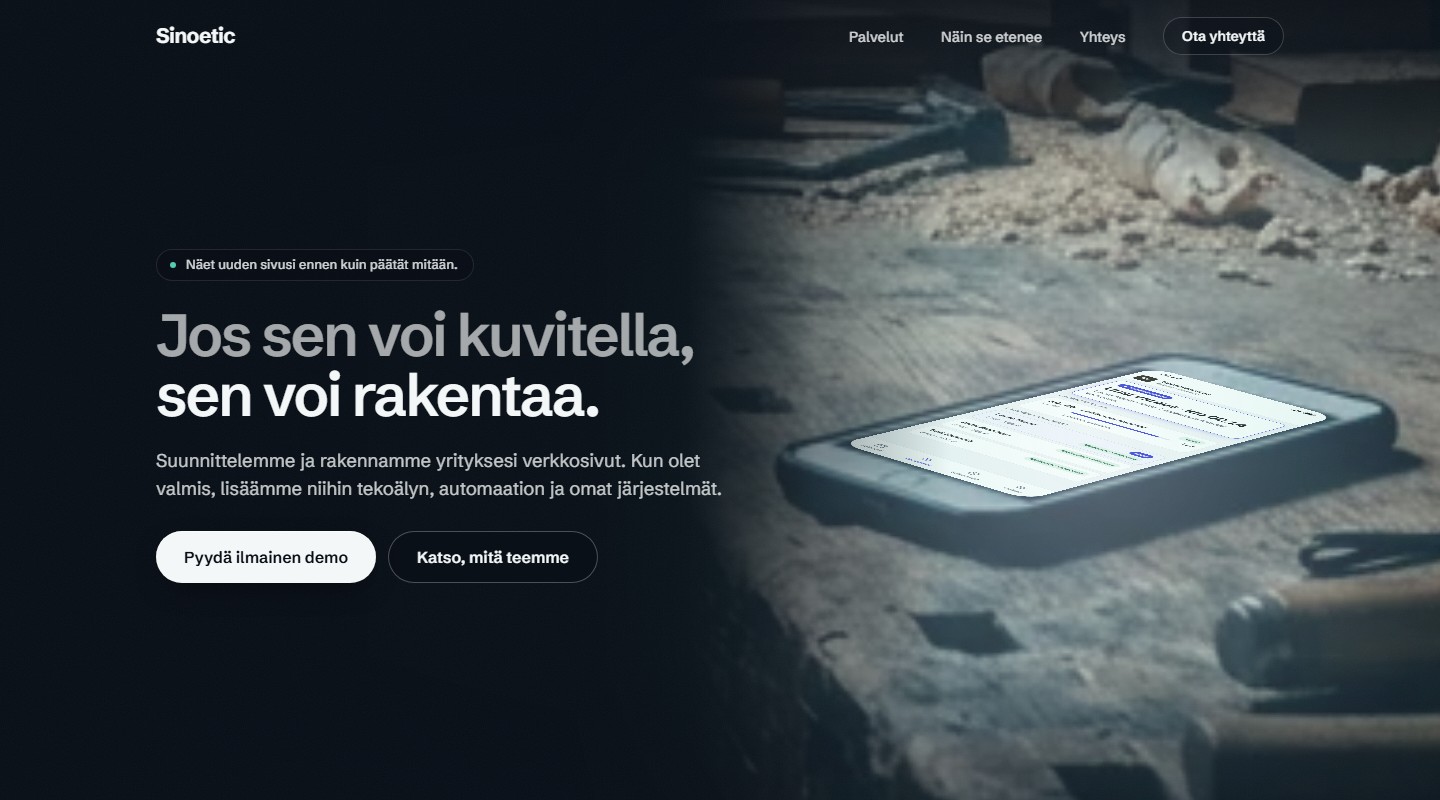 Sinoetic
Palvelut
Näin se etenee
Yhteys
Ota yhteyttä
Näet uuden sivusi ennen kuin päätät mitään.
Jos sen voi kuvitella,
sen voi rakentaa.
Suunnittelemme ja rakennamme yrityksesi verkkosivut. Kun olet
valmis, lisäämme niihin tekoälyn, automaation ja omat järjestelmät.
Pyydä ilmainen demo
Katso, mitä teemme